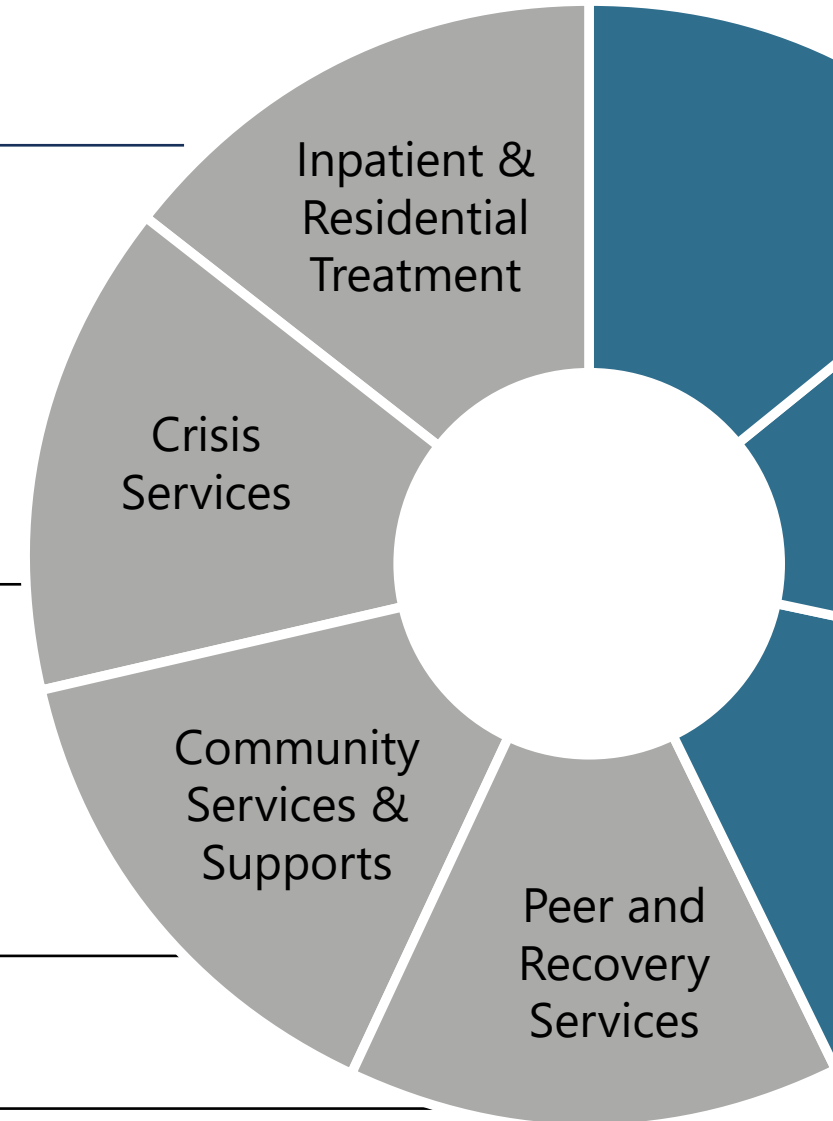 Inpatient &
Residential
Treatment
Crisis
Services
Community
Services &
Supports
Peer and
Recovery
Services